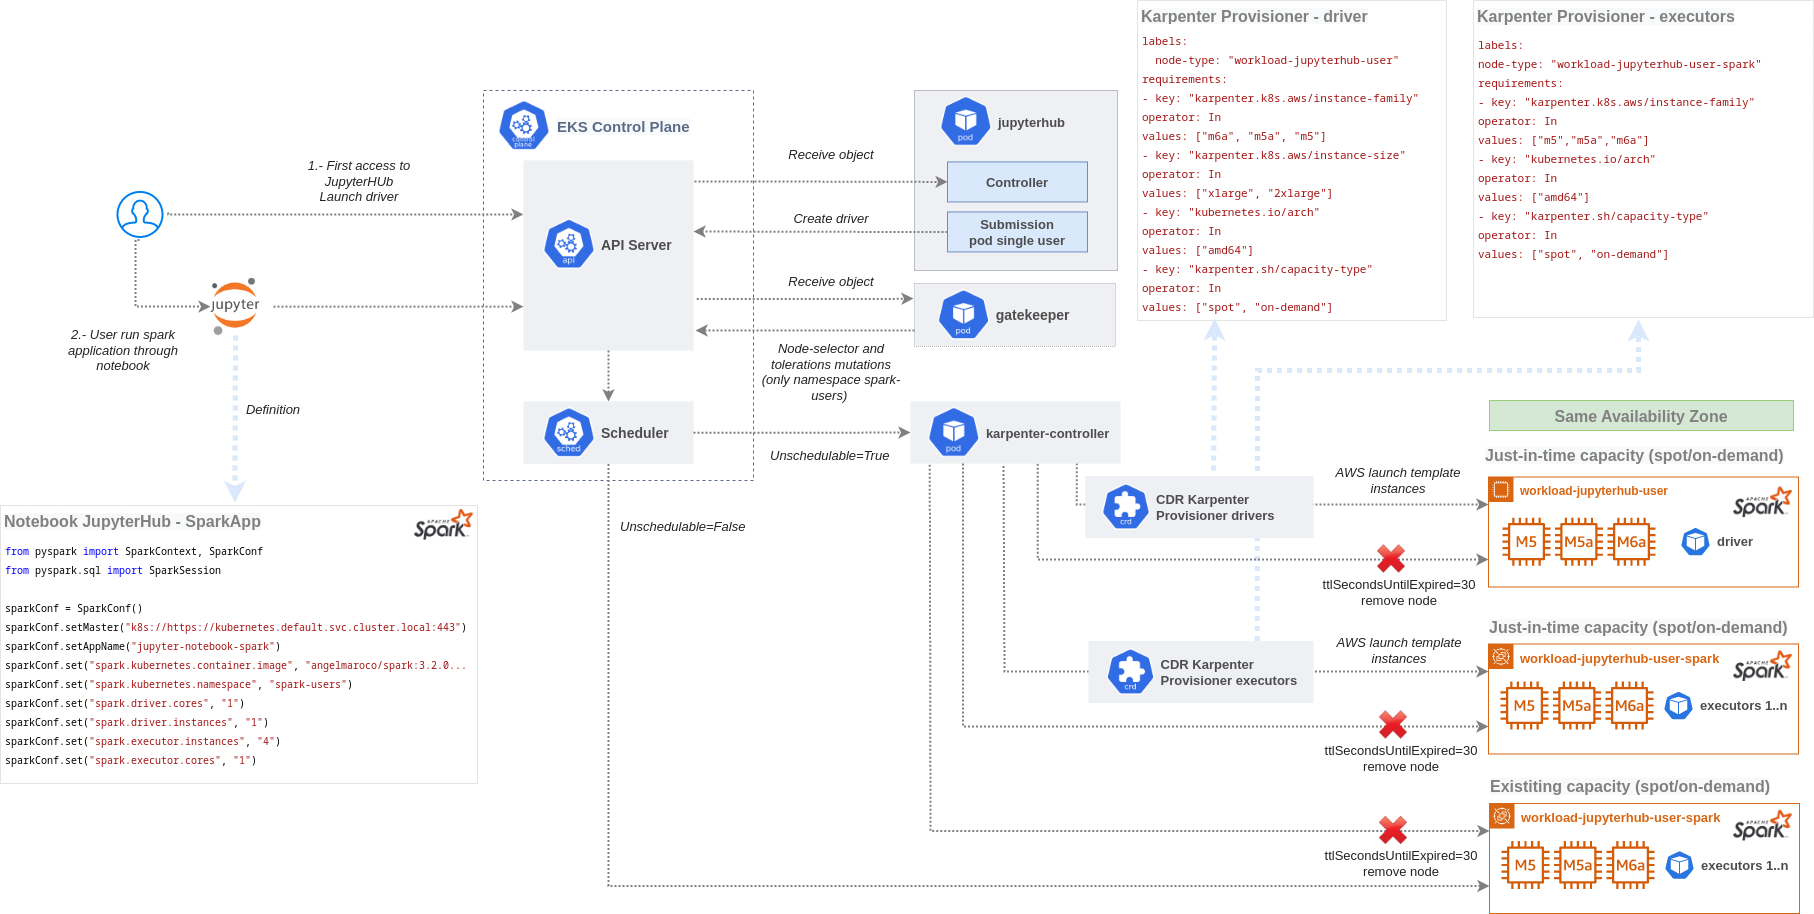 Karpenter Provisioner - driver
labels:
node-type: "workload-jupyterhub-user"
requirements:
- key: "karpenter.k8s.aws/instance-family"
operator: In
values: ["m6a", "m5a", "m5"]
- key: "karpenter.k8s.aws/instance-size"
operator: In
values: ["xlarge", "2xlarge"]
- key: "kubernetes.io/arch"
operator: In
values: ["amd64"]
- key: "karpenter.sh/capacity-type"
operator: In
values: ["spot", "on-demand"]
Karpenter Provisioner - executors
labels:
node-type: "workload-jupyterhub-user-spark"
requirements:
- key: "karpenter.k8s.aws/instance-family"
operator: In
values: ["m5","m5a","m6a"]
- key: "kubernetes.io/arch"
operator: In
values: ["amd64"]
- key: "karpenter.sh/capacity-type"
operator: In
values: ["spot", "on-demand"]
control
plane
EKS Control Plane
1.- First access to
JupyterHUb
Launch driver
api
API Server
Receive object
Create driver
Receive object
Node-selector and
tolerations mutations
(only namespace spark-
users)
pod
jupyterhub
Controller
Submission
pod single user
pod
gatekeeper
jupyter
2.- User run spark
application through
notebook
Definition
sched
Scheduler
Unschedulable=True
pod
karpenter-controller
Unschedulable=False
crd
CDR Karpenter
Provisioner drivers
AWS launch template
instances
ttlSecondsUntilExpired=30
remove node
crd
CDR Karpenter
Provisioner executors
AWS launch template
instances
ttlSecondsUntilExpired=30
remove node
ttlSecondsUntilExpired=30
remove node
Same Availability Zone
Just-in-time capacity (spot/on-demand)
workload-jupyterhub-user
APACHE
Spark
M5
M5a
M6a
driver
Just-in-time capacity (spot/on-demand)
workload-jupyterhub-user-spark
APACHE
Spark
M5
M5a
M6a
executors 1..n
Existiting capacity (spot/on-demand)
workload-jupyterhub-user-spark
APACHE
Spark
M5
M5a
M6a
executors 1..n
Notebook JupyterHub - SparkApp
APACHE
Spark
from pyspark import SparkContext, SparkConf
from pyspark.sql import SparkSession
sparkConf = SparkConf()
sparkConf.setMaster("k8s://https://kubernetes.default.svc.cluster.local:443")
sparkConf.setAppName("jupyter-notebook-spark")
sparkConf.set("spark.kubernetes.container.image", "angelmaroco/spark:3.2.0...
sparkConf.set("spark.kubernetes.namespace", "spark-users")
sparkConf.set("spark.driver.cores", "1")
sparkConf.set("spark.driver.instances", "1")
sparkConf.set("spark.executor.instances", "4")
sparkConf.set("spark.executor.cores", "1")